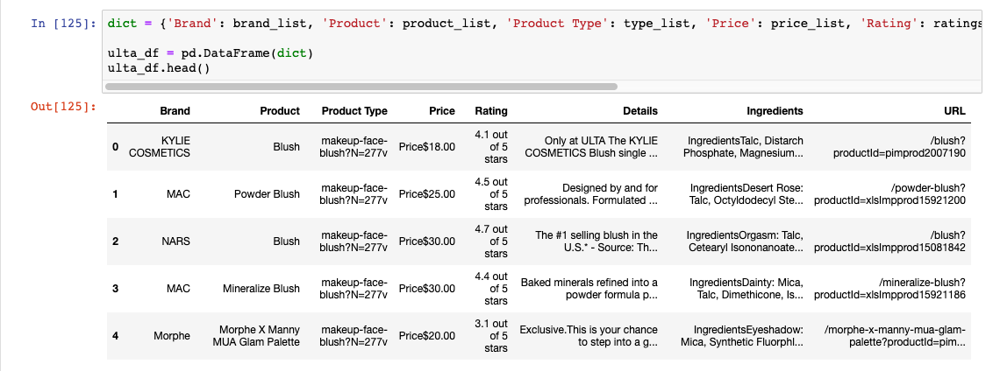 In [125]: dict = {'Brand': brand_list, 'Product': product_list, 'Product Type': type_list, 'Price': price_list, 'Rating': ratings
ulta_df = pd.DataFrame(dict)
ulta_df.head()
Out[125]:
Brand Product Product Type Price Rating Details Ingredients URL
0 KYLIE COSMETICS Blush makeup-face-blush?N=277v Price$18.00 4.1 out of 5 stars Only at ULTA The KYLIE COSMETICS Blush single ... IngredientsTalc, Distarch Phosphate, Magnesium... /blush?productId=pimprod2007190
1 MAC Powder Blush makeup-face-blush?N=277v Price$25.00 4.5 out of 5 stars Designed by and for professionals. Formulated ... IngredientsDesert Rose: Talc, Octyldodecyl Ste... /powder-blush?productId=xlsImpprod15921200
2 NARS Blush makeup-face-blush?N=277v Price$30.00 4.7 out of 5 stars The #1 selling blush in the U.S.* - Source: Th... IngredientsOrgasm: Talc, Cetearyl Isononanoate... /blush?productId=xlsImpprod15081842
3 MAC Mineralize Blush makeup-face-blush?N=277v Price$30.00 4.4 out of 5 stars Baked minerals refined into a powder formula p... IngredientsDainty: Mica, Talc, Dimethicone, Is... /mineralize-blush?productId=xlsImpprod15921186
4 Morphe Morphe X Manny MUA Glam Palette makeup-face-blush?N=277v Price$20.00 3.1 out of 5 stars Exclusive.This is your chance to step into a g... IngredientsEyeshadow: Mica, Synthetic Fluorphl... /morphe-x-manny-mua-glam-palette?productId=pim...